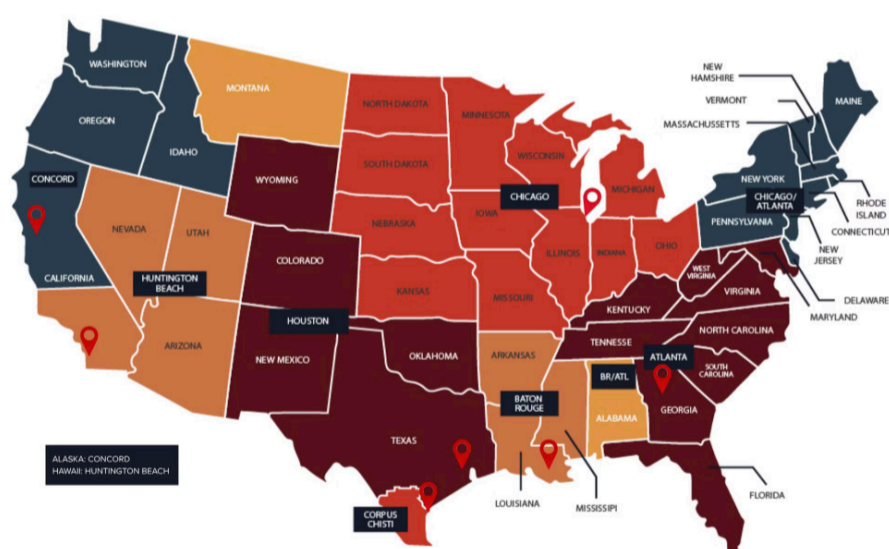 WASHINGTON
OREGON
IDAHO
MONTANA
NORTH DAKOTA
MINNESOTA
SOUTH DAKOTA
WISCONSIN
MICHIGAN
WYOMING
NEBRASKA
IOWA
CHICAGO
ILLINOIS
INDIANA
OHIO
CONCORD
NEVADA
UTAH
COLORADO
KANSAS
MISSOURI
CALIFORNIA
HUNTINGTON
BEACH
HOUSTON
ARIZONA
NEW MEXICO
OKLAHOMA
ARKANSAS
TEXAS
BATON
ROUGE
BR/ATL
ALABAMA
ATLANTA
GEORGIA
KENTUCKY
TENNESSE
WEST
VIRGINIA
VIRGINIA
NORTH CAROLINA
SOUTH
CAROLINA
NEW
HAMSHIRE
VERMONT
MASSACHUSSETTS
MAINE
NEW YORK
CHICAGO/
ATLANTA
PENNSYLVANIA
RHODE
ISLAND
CONNECTICUT
NEW
JERSEY
DELAWARE
MARYLAND
FLORIDA
LOUISIANA
MISSISSIPI
CORPUS
CHISTI
ALASKA: CONCORD
HAWAII: HUNTINGTON BEACH